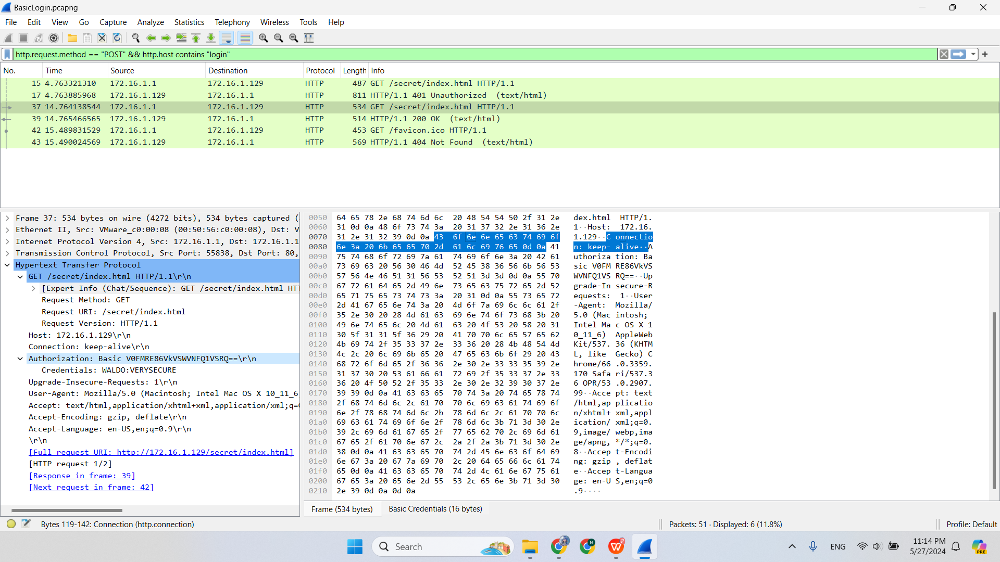 BasicLogin.pcapng
File Edit View Go Capture Analyze Statistics Telephony Wireless Tools Help
http.request.method == "POST" && http.host contains "login"
No. Time Source Destination Protocol Length Info
15 4.763321310 172.16.1.1 172.16.1.129 HTTP 487 GET /secret/index.html HTTP/1.1
17 4.763885968 172.16.1.129 172.16.1.1 HTTP 811 HTTP/1.1 401 Unauthorized (text/html)
37 14.764138544 172.16.1.1 172.16.1.129 HTTP 534 GET /secret/index.html HTTP/1.1
39 14.765466565 172.16.1.129 172.16.1.1 HTTP 514 HTTP/1.1 200 OK (text/html)
42 15.489831529 172.16.1.1 172.16.1.129 HTTP 453 GET /favicon.ico HTTP/1.1
43 15.490024569 172.16.1.129 172.16.1.1 HTTP 569 HTTP/1.1 404 Not Found (text/html)
Frame 37: 534 bytes on wire (4272 bits), 534 bytes captured (
Ethernet II, Src: VMware_c0:00:08 (00:50:56:c0:00:08), Dst: V
Internet Protocol Version 4, Src: 172.16.1.1, Dst: 172.16.1.1
Transmission Control Protocol, Src Port: 55838, Dst Port: 80,
Hypertext Transfer Protocol
GET /secret/index.html HTTP/1.1\r\n
[Expert Info (Chat/Sequence): GET /secret/index.html HTT
Request Method: GET
Request URI: /secret/index.html
Request Version: HTTP/1.1
Host: 172.16.1.129\r\n
Connection: keep-alive\r\n
Authorization: Basic V0FMRE86VkVSWVNFQ1VSRQ==\r\n
Credentials: WALDO:VERYSECURE
Upgrade-Insecure-Requests: 1\r\n
User-Agent: Mozilla/5.0 (Macintosh; Intel Mac OS X 10_11_6
Accept: text/html,application/xhtml+xml,application/xml;q=
Accept-Encoding: gzip, deflate\r\n
Accept-Language: en-US,en;q=0.9\r\n
\r\n
[Full request URI: http://172.16.1.129/secret/index.html]
[HTTP request 1/2]
[Response in frame: 39]
[Next request in frame: 42]
0050 64 65 78 2e 68 74 6d 6c 20 48 54 54 50 2f 31 2e dex.html HTTP/1.
0060 31 0d 0a 48 6f 73 74 3a 20 31 37 32 2e 31 36 2e 1··Host: 172.16.
0070 31 2e 31 32 39 0d 0a 43 6f 6e 6e 65 63 74 69 6f 1.129··C onnectio
0080 6e 3a 20 6b 65 65 70 2d 61 6c 69 76 65 0d 0a 41 n: keep- alive··A
0090 75 74 68 6f 72 69 7a 61 74 69 6f 6e 3a 20 42 61 uthoriza tion: Ba
00a0 73 69 63 20 56 30 46 4d 52 45 38 36 56 6b 56 53 sic V0FM RE86VkVS
00b0 57 56 4e 46 51 31 56 53 52 51 3d 3d 0d 0a 55 70 WVNFQ1VS RQ==··Up
00c0 67 72 61 64 65 2d 49 6e 73 65 63 75 72 65 2d 52 grade-In secure-R
00d0 65 71 75 65 73 74 73 3a 20 31 0d 0a 55 73 65 72 equests: 1··User
00e0 2d 41 67 65 6e 74 3a 20 4d 6f 7a 69 6c 6c 61 2f -Agent: Mozilla/
00f0 35 2e 30 20 28 4d 61 63 69 6e 74 6f 73 68 3b 20 5.0 (Mac intosh;
0100 49 6e 74 65 6c 20 4d 61 63 20 4f 53 20 58 20 31 Intel Ma c OS X 1
0110 30 5f 31 31 5f 36 29 20 41 70 70 6c 65 57 65 62 0_11_6) AppleWeb
0120 4b 69 74 2f 35 33 37 2e 33 36 20 28 4b 48 54 4d Kit/537. 36 (KHTM
0130 4c 2c 20 6c 69 6b 65 20 47 65 63 6b 6f 29 20 43 L, like Gecko) C
0140 68 72 6f 6d 65 2f 36 36 2e 30 2e 33 33 35 39 2e hrome/66 .0.3359.
0150 31 37 30 20 53 61 66 61 72 69 2f 35 33 37 2e 33 170 Safa ri/537.3
0160 36 20 4f 50 52 2f 35 33 2e 30 2e 32 39 30 37 2e 6 OPR/53 .0.2907.
0170 39 39 0d 0a 41 63 63 65 70 74 3a 20 74 65 78 74 99··Acce pt: text
0180 2f 68 74 6d 6c 2c 61 70 70 6c 69 63 61 74 69 6f /html,ap plicatio
0190 6e 2f 78 68 74 6d 6c 2b 78 6d 6c 2c 61 70 70 6c n/xhtml+ xml,appl
01a0 69 63 61 74 69 6f 6e 2f 78 6d 6c 3b 71 3d 30 2e ication/ xml;q=0.
01b0 39 2c 69 6d 61 67 65 2f 77 65 62 70 2c 69 6d 61 9,image/ webp,ima
01c0 67 65 2f 61 70 6e 67 2c 2a 2f 2a 3b 71 3d 30 2e ge/apng, */*;q=0.
01d0 38 0d 0a 41 63 63 65 70 74 2d 45 6e 63 6f 64 69 8··Accep t-Encodi
01e0 6e 67 3a 20 67 7a 69 70 2c 20 64 65 66 6c 61 74 ng: gzip , deflat
01f0 65 0d 0a 41 63 63 65 70 74 2d 4c 61 6e 67 75 61 e··Accep t-Langua
0200 67 65 3a 20 65 6e 2d 55 53 2c 65 6e 3b 71 3d 30 ge: en-U S,en;q=0
0210 2e 39 0d 0a 0d 0a .9····
Frame (534 bytes) Basic Credentials (16 bytes)
Bytes 119-142: Connection (http.connection) Packets: 51 · Displayed: 6 (11.8%) Profile: Default
Search ENG 11:14 PM
5/27/2024
PRE